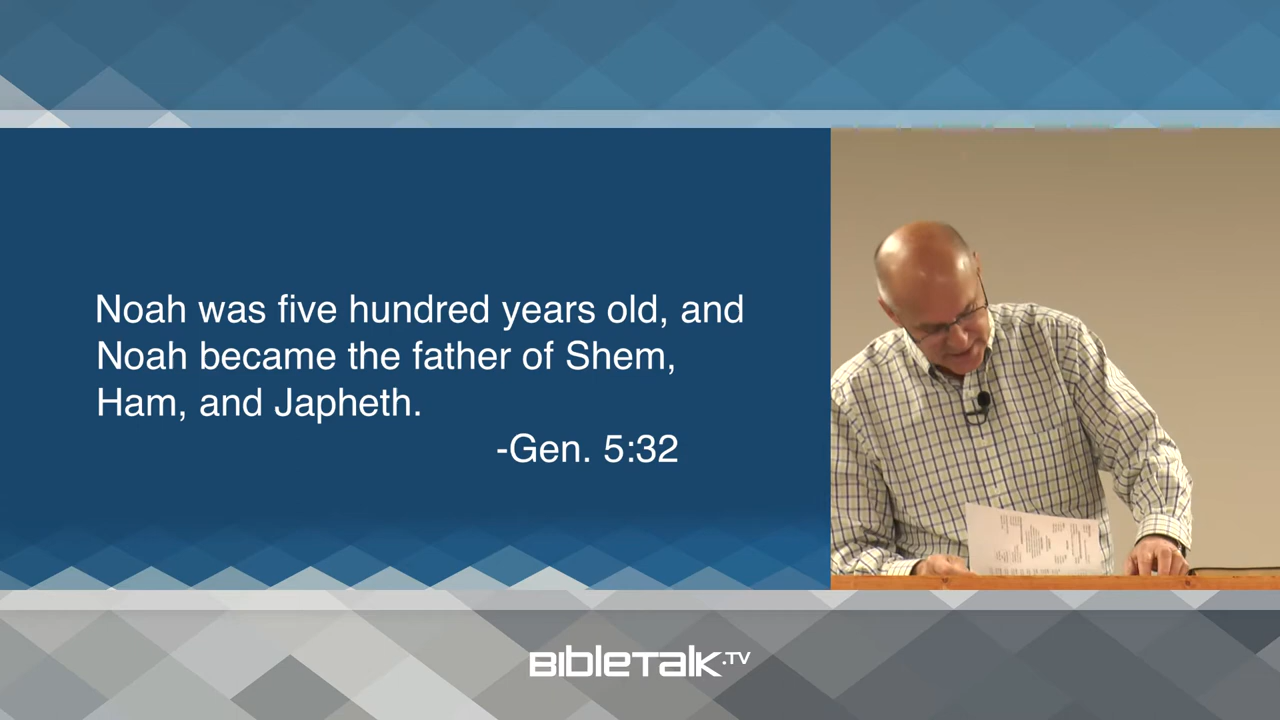 Noah was five hundred years old, and
Noah became the father of Shem,
Ham, and Japheth.
-Gen. 5:32
BIBLETALK.TV